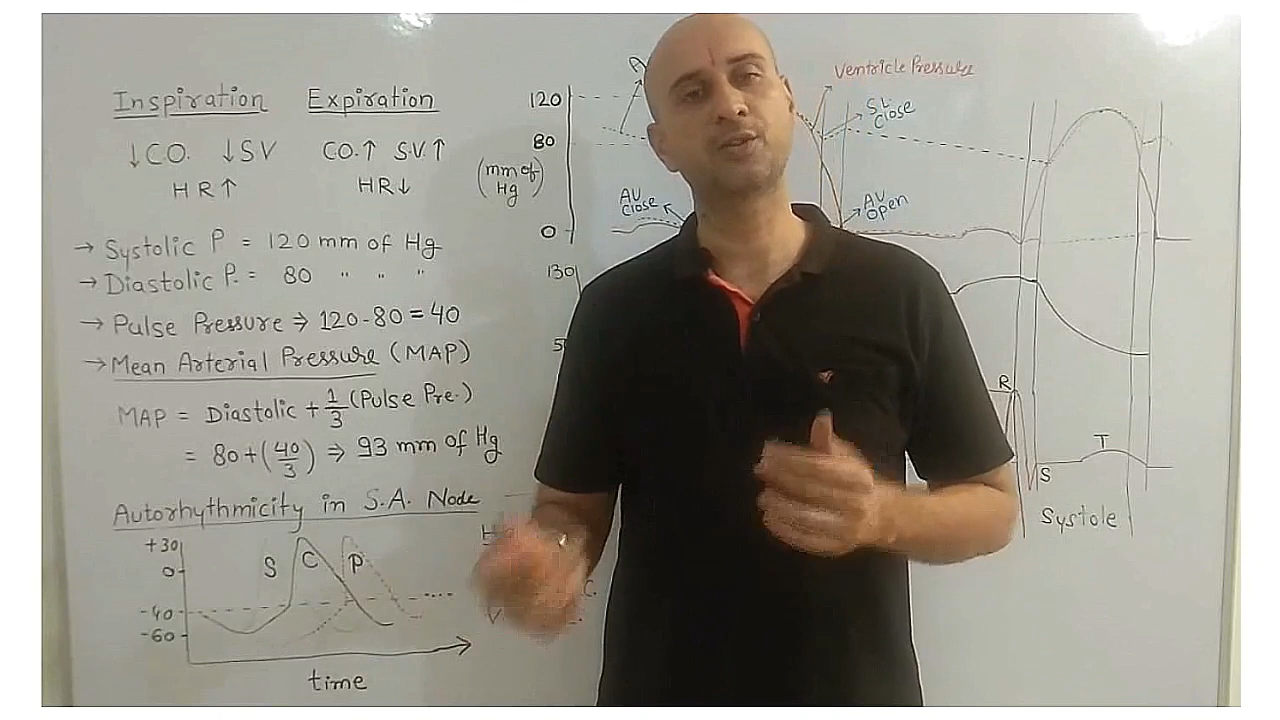 Inspiration Expiration
↓C.O. ↓SV CO.↑ S.V.↑
HR↑ HR↓
→ Systolic P = 120 mm of Hg
→ Diastolic P. = 80 " " "
→ Pulse Pressure ⇒ 120-80 = 40
→ Mean Arterial Pressure (MAP)
MAP = Diastolic + 1/3 (Pulse Pre.)
= 80+(40/3) ⇒ 93 mm of Hg
Autorhythmicity in S.A. Node
+30
0
-40
-60
S C P
time
Ventricle Pressure
120
80
(mm of Hg)
0
130
A
S.L.
Close
AV
Close
AV
Open
R
S
T
Systole